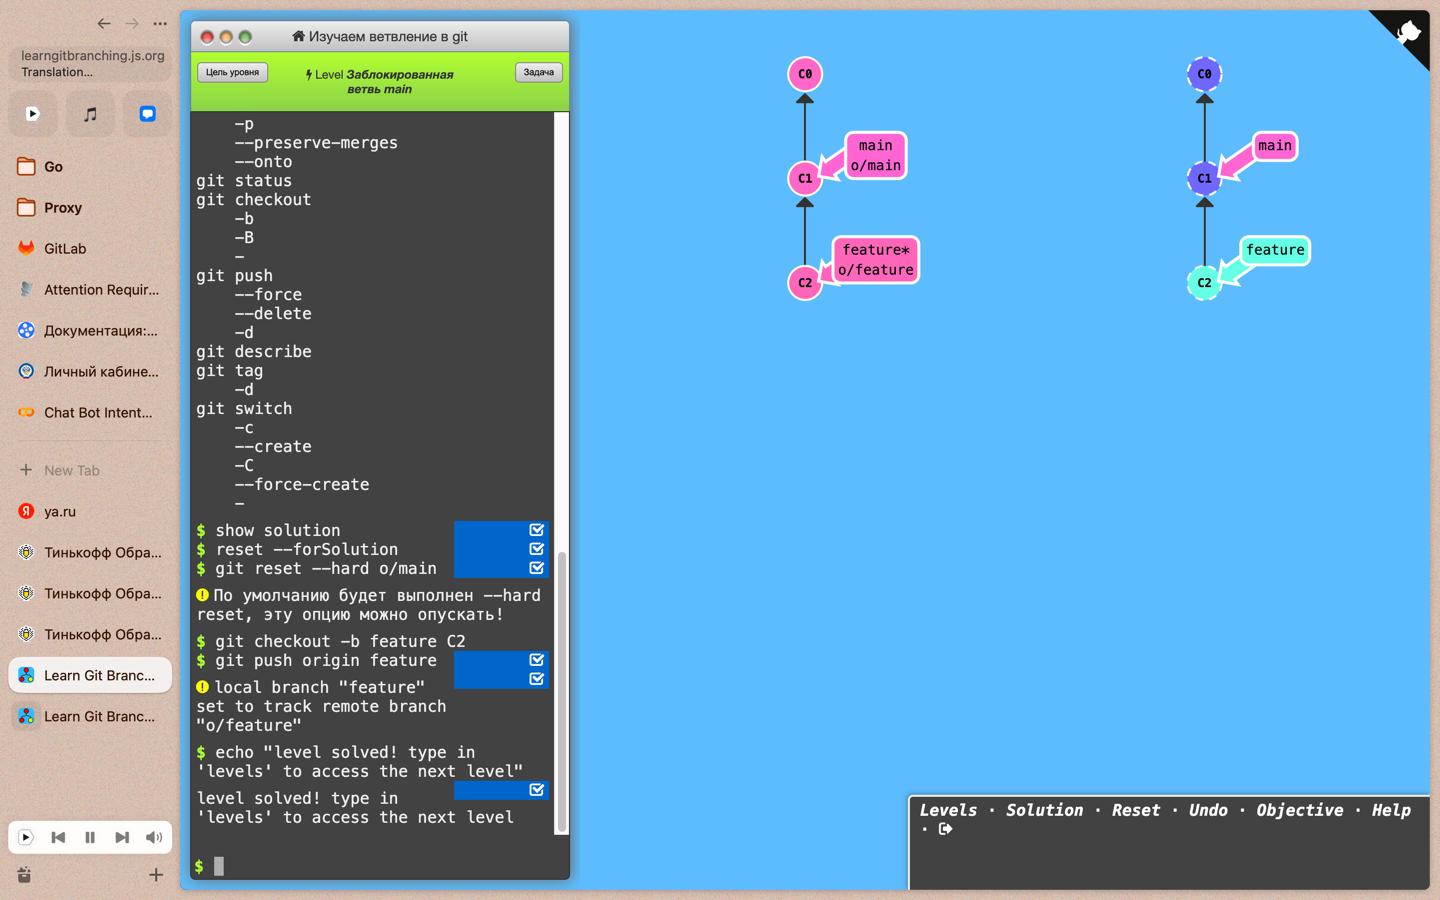 learngitbranching.js.org
Translation...
Go
Proxy
GitLab
Attention Requir...
Документация:...
Личный кабине...
Chat Bot Intent...
New Tab
ya.ru
Тинькофф Обра...
Тинькофф Обра...
Тинькофф Обра...
Learn Git Branc...
Learn Git Branc...
Изучаем ветвление в git
Цель уровня
Level Заблокированная
ветвь main
Задача
-p
--preserve-merges
--onto
git status
git checkout
-b
-B
-
git push
--force
--delete
-d
git describe
git tag
-d
git switch
-c
--create
-C
--force-create
-
$ show solution
$ reset --forSolution
$ git reset --hard o/main
По умолчанию будет выполнен --hard
reset, эту опцию можно опускать!
$ git checkout -b feature C2
$ git push origin feature
local branch "feature"
set to track remote branch
"o/feature"
$ echo "level solved! type in
'levels' to access the next level"
level solved! type in
'levels' to access the next level
$
C0
main
o/main
C1
feature*
o/feature
C2
C0
main
C1
feature
C2
Levels · Solution · Reset · Undo · Objective · Help
·